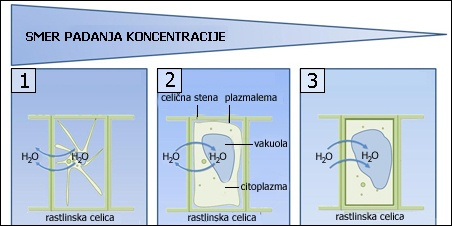 SMER PADANJA KONCENTRACIJE
1
2
3
celična stena
plazmalema
vakuola
citoplazma
H₂O
H₂O
H₂O
H₂O
H₂O
H₂O
rastlinska celica
rastlinska celica
rastlinska celica